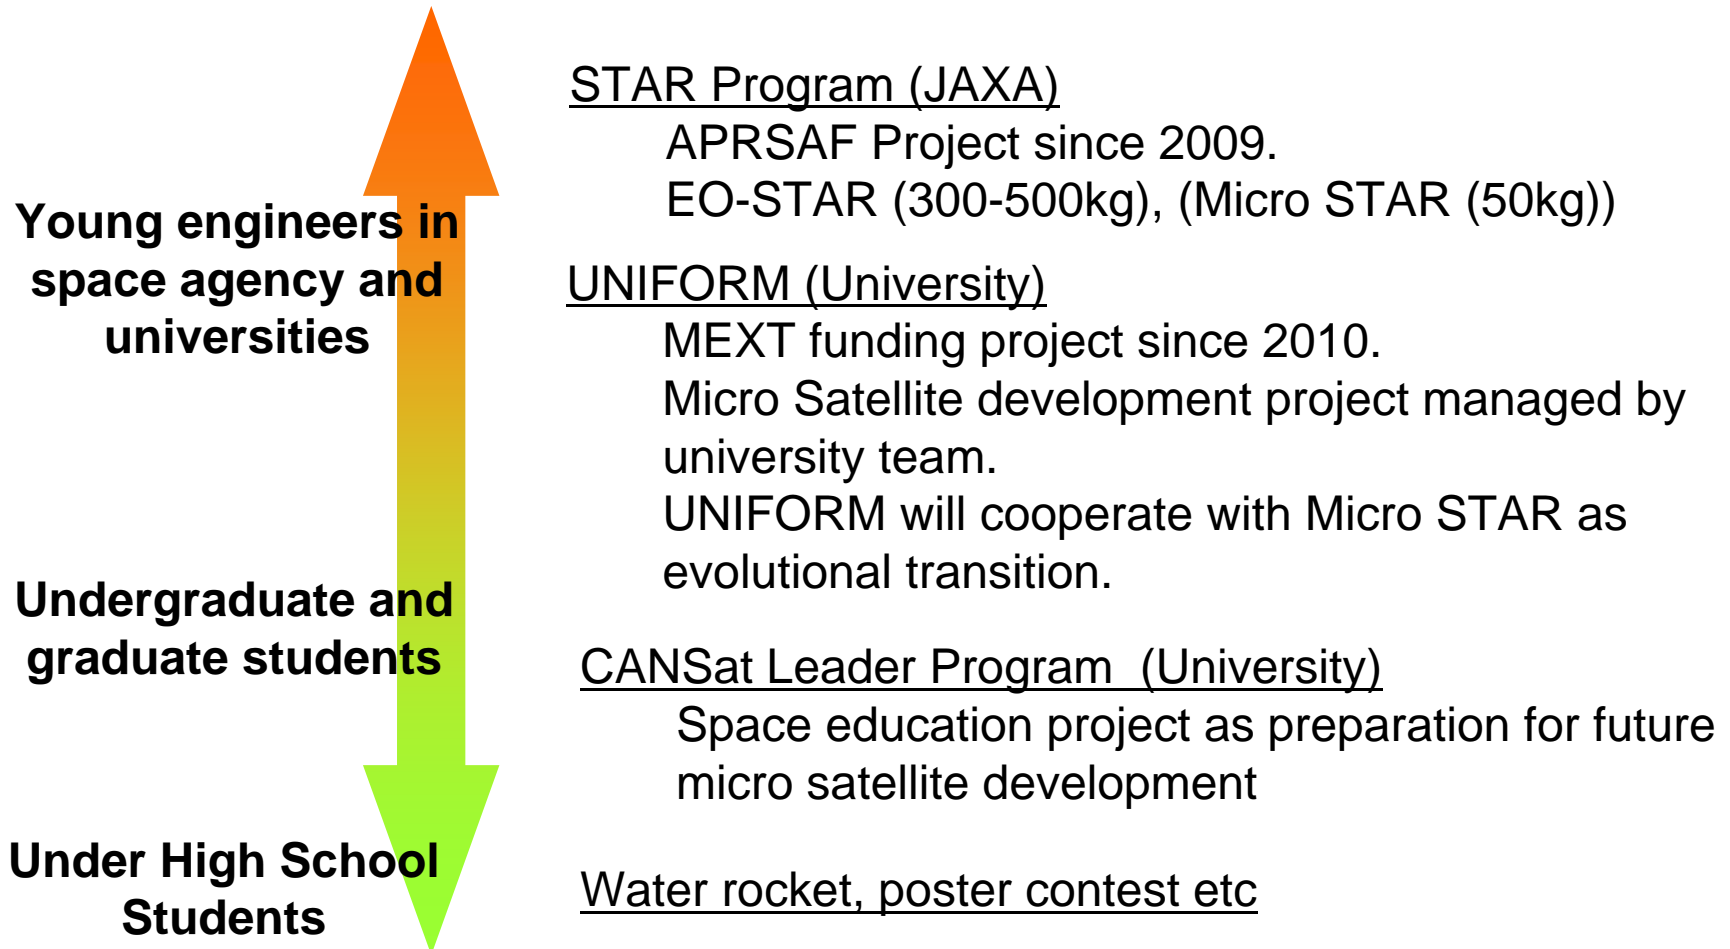 STAR Program (JAXA)
APRSAF Project since 2009.
EO-STAR (300-500kg), (Micro STAR (50kg))
Young engineers in
space agency and
universities
UNIFORM (University)
MEXT funding project since 2010.
Micro Satellite development project managed by
university team.
UNIFORM will cooperate with Micro STAR as
evolutional transition.
Undergraduate and
graduate students
CANSat Leader Program  (University)
Space education project as preparation for future
micro satellite development
Under High School
Students
Water rocket, poster contest etc